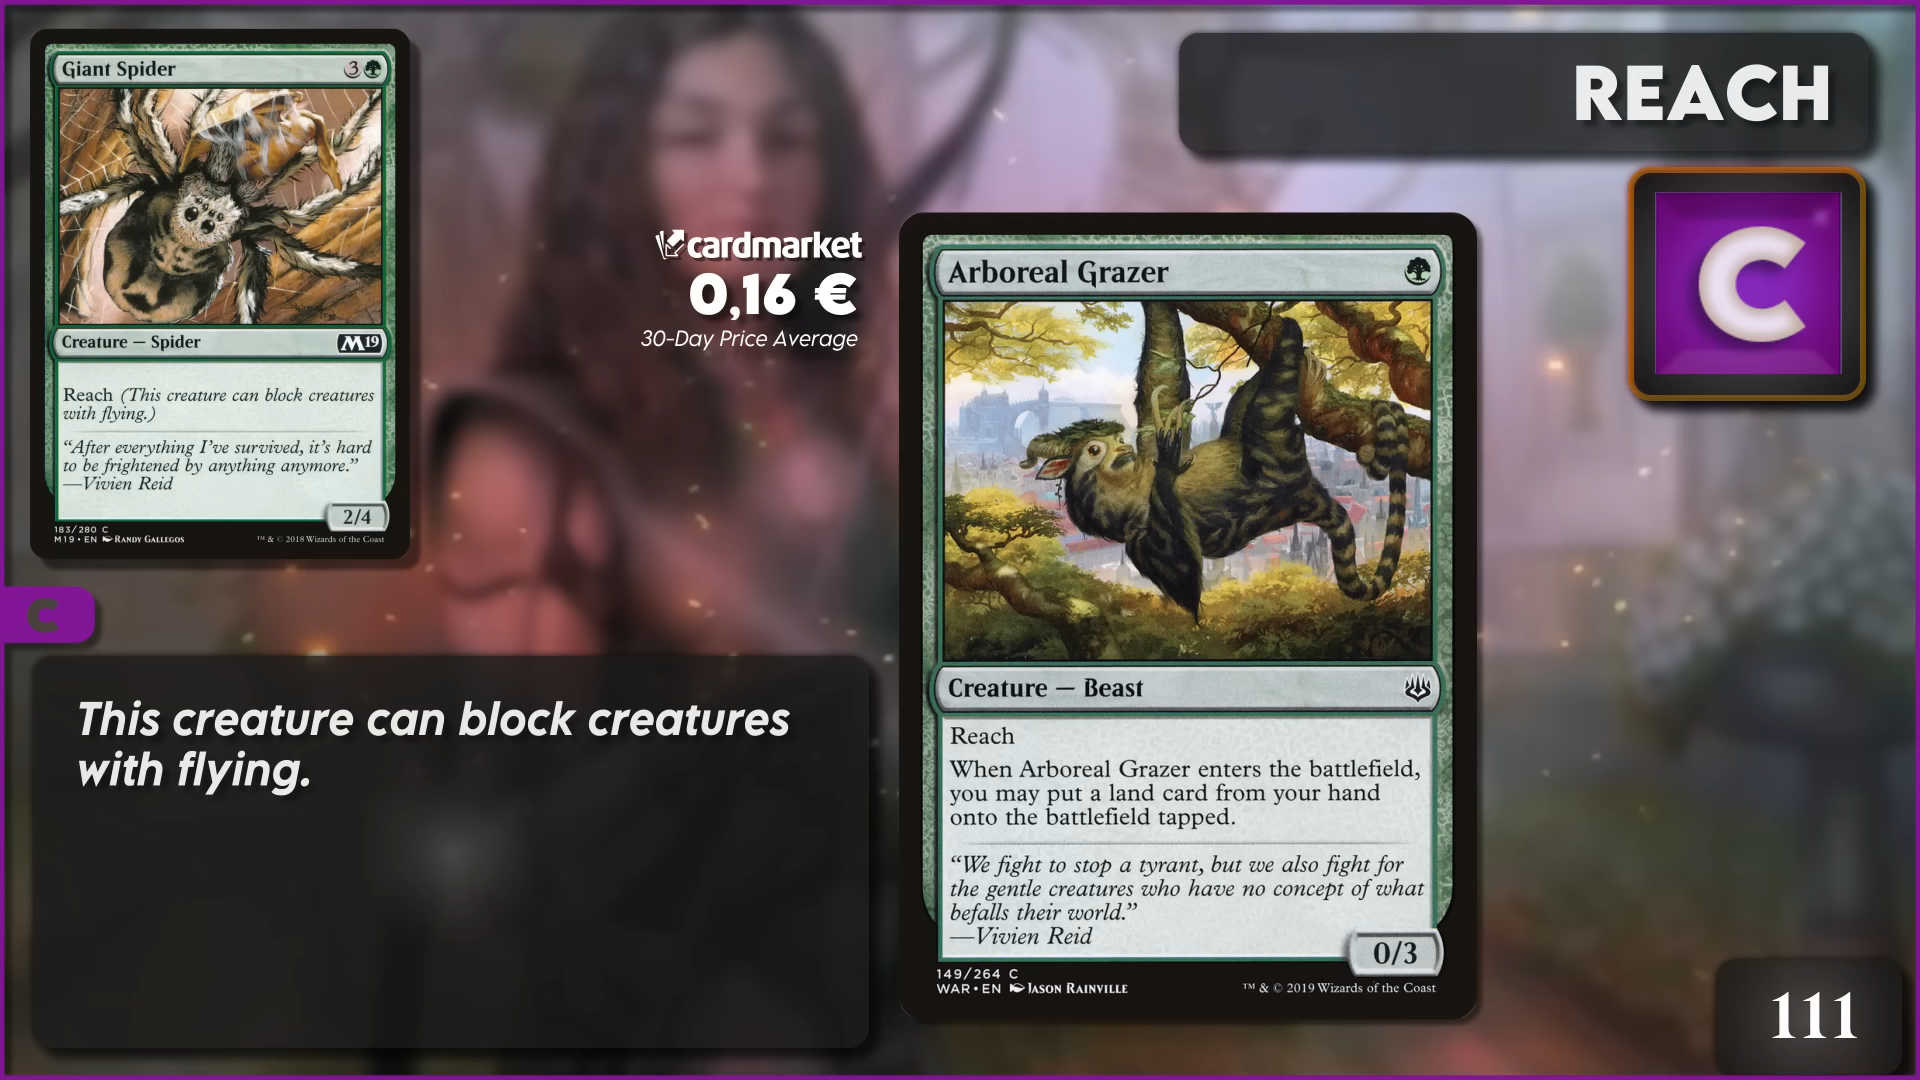 Giant Spider
3
Creature — Spider
M19
Reach (This creature can block creatures
with flying.)
“After everything I’ve survived, it’s hard
to be frightened by anything anymore.”
—Vivien Reid
2/4
183/280 C
M19 • EN RANDY GALLEGOS
™ & © 2018 Wizards of the Coast
REACH
C
cardmarket
0,16 €
30-Day Price Average
Arboreal Grazer
Creature — Beast
Reach
When Arboreal Grazer enters the battlefield,
you may put a land card from your hand
onto the battlefield tapped.
“We fight to stop a tyrant, but we also fight for
the gentle creatures who have no concept of what
befalls their world.”
—Vivien Reid
0/3
149/264 C
WAR • EN JASON RAINVILLE
™ & © 2019 Wizards of the Coast
C
This creature can block creatures
with flying.
111